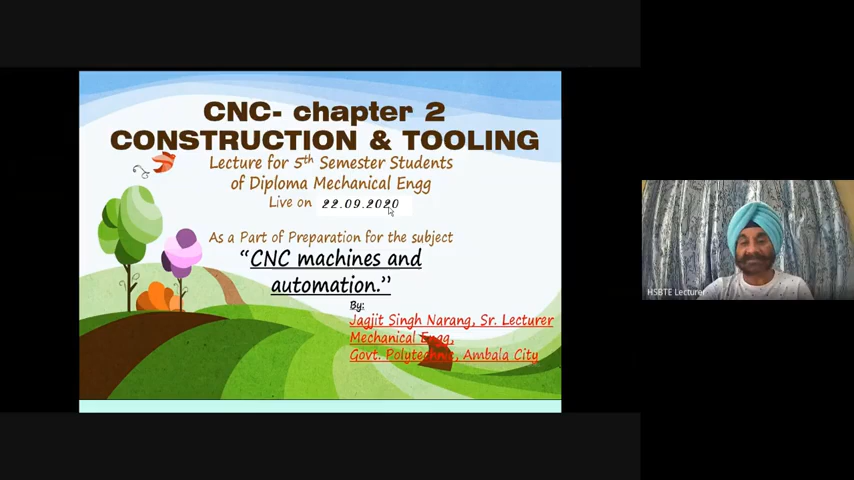 CNC- chapter 2
CONSTRUCTION & TOOLING
Lecture for 5th Semester Students
of Diploma Mechanical Engg
Live on 22.09.2020
As a Part of Preparation for the subject
“CNC machines and
automation.”
By:
Jagjit Singh Narang, Sr. Lecturer
Mechanical Engg,
Govt. Polytechnic, Ambala City
HSBTE Lecturer